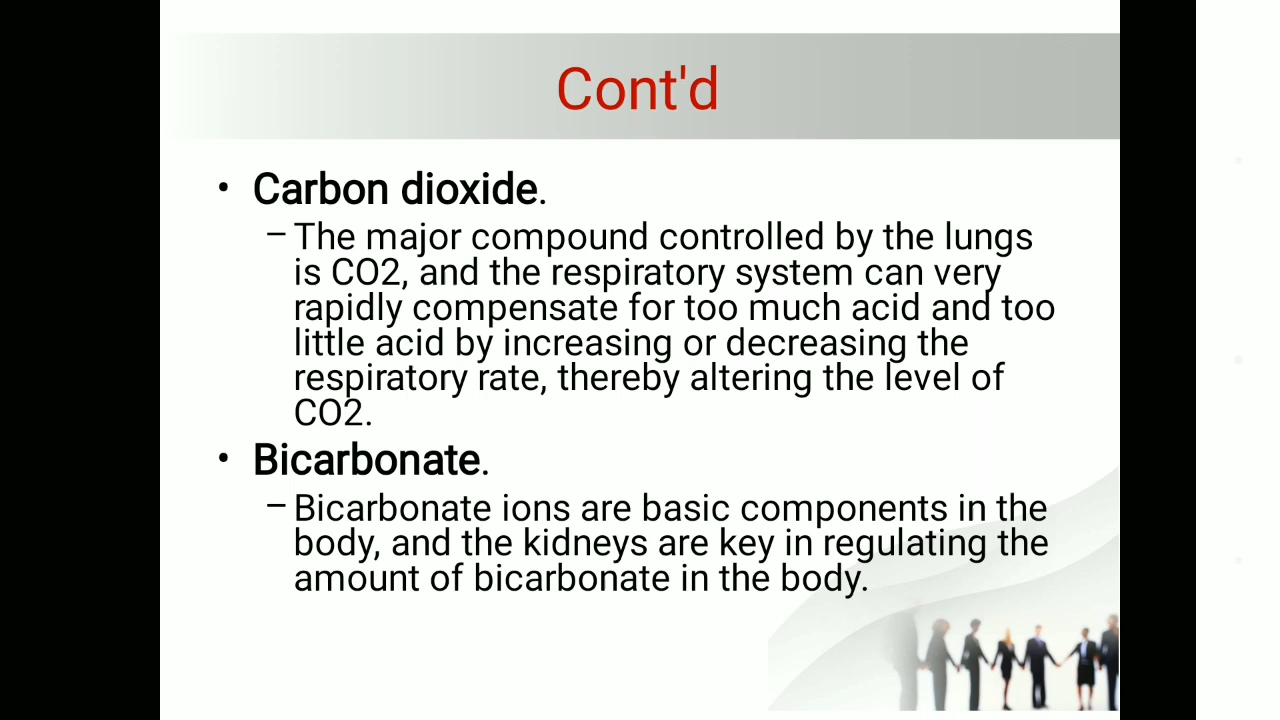 Cont'd
• Carbon dioxide.
– The major compound controlled by the lungs
is CO2, and the respiratory system can very
rapidly compensate for too much acid and too
little acid by increasing or decreasing the
respiratory rate, thereby altering the level of
CO2.
• Bicarbonate.
– Bicarbonate ions are basic components in the
body, and the kidneys are key in regulating the
amount of bicarbonate in the body.